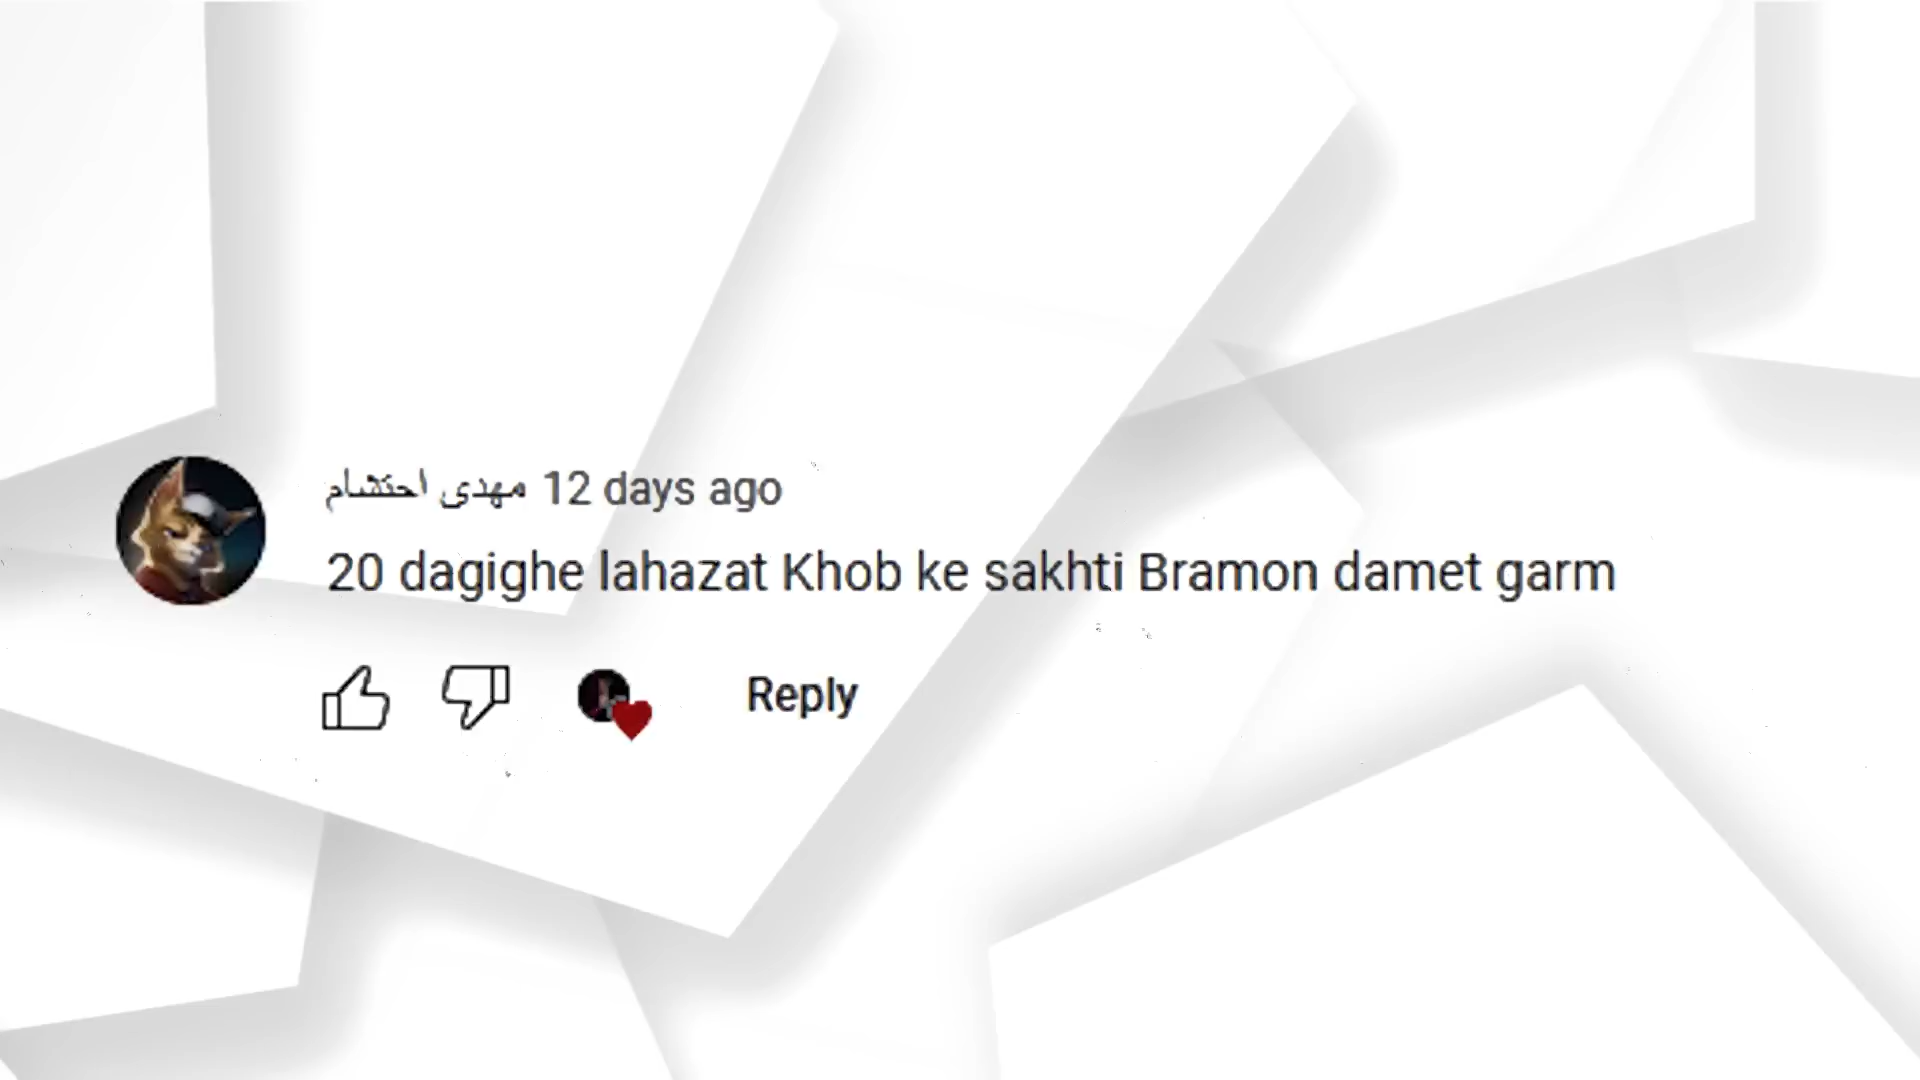 مهدی احتشام 12 days ago
20 dagighe lahazat Khob ke sakhti Bramon damet garm
Reply